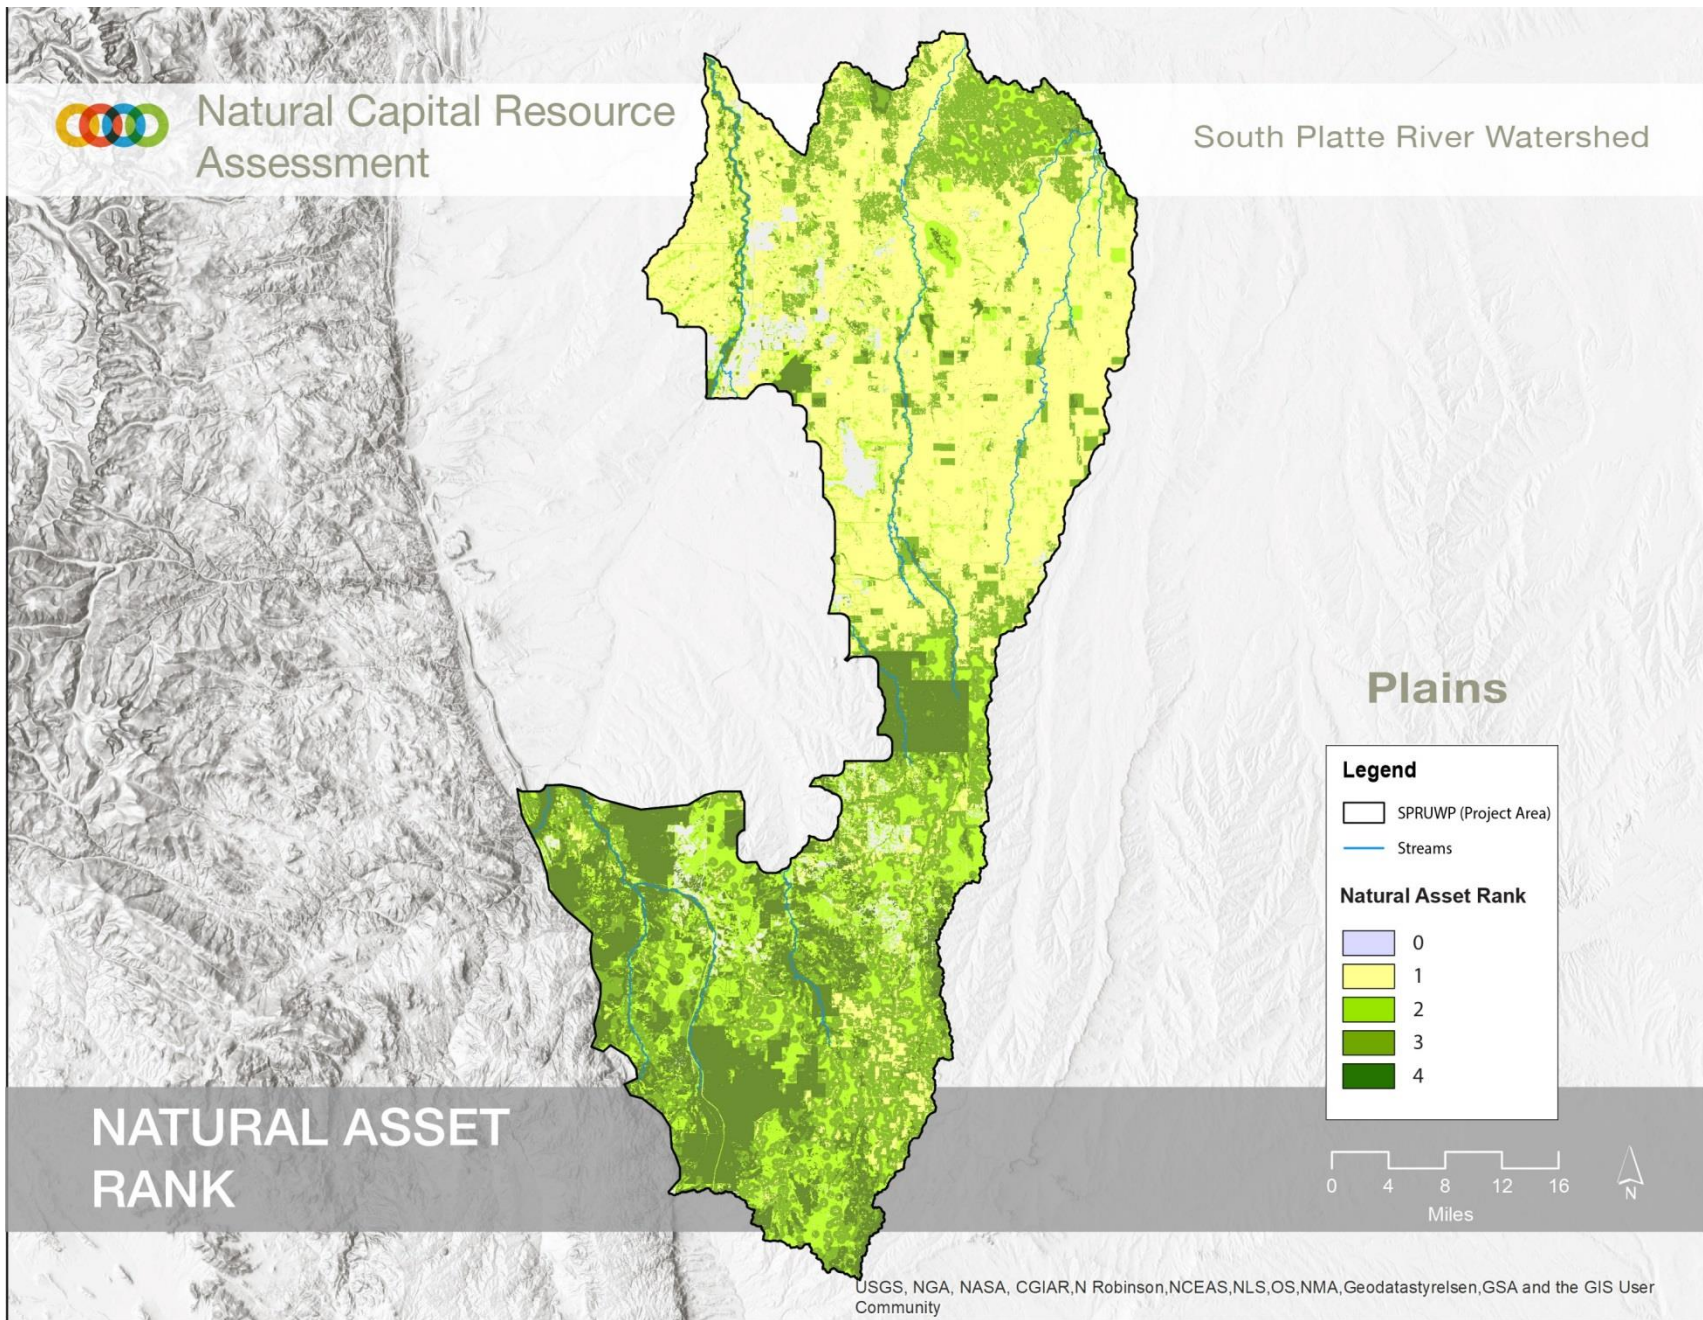 Natural Capital Resource
Assessment
South Platte River Watershed
Plains
Legend
SPRUWP (Project Area)
Streams
Natural Asset Rank
0
1
2
3
4
NATURAL ASSET
RANK
0 4 8 12 16
Miles
N
USGS, NGA, NASA, CGIAR,N Robinson,NCEAS,NLS,OS,NMA,Geodatastyrelsen,GSA and the GIS User
Community